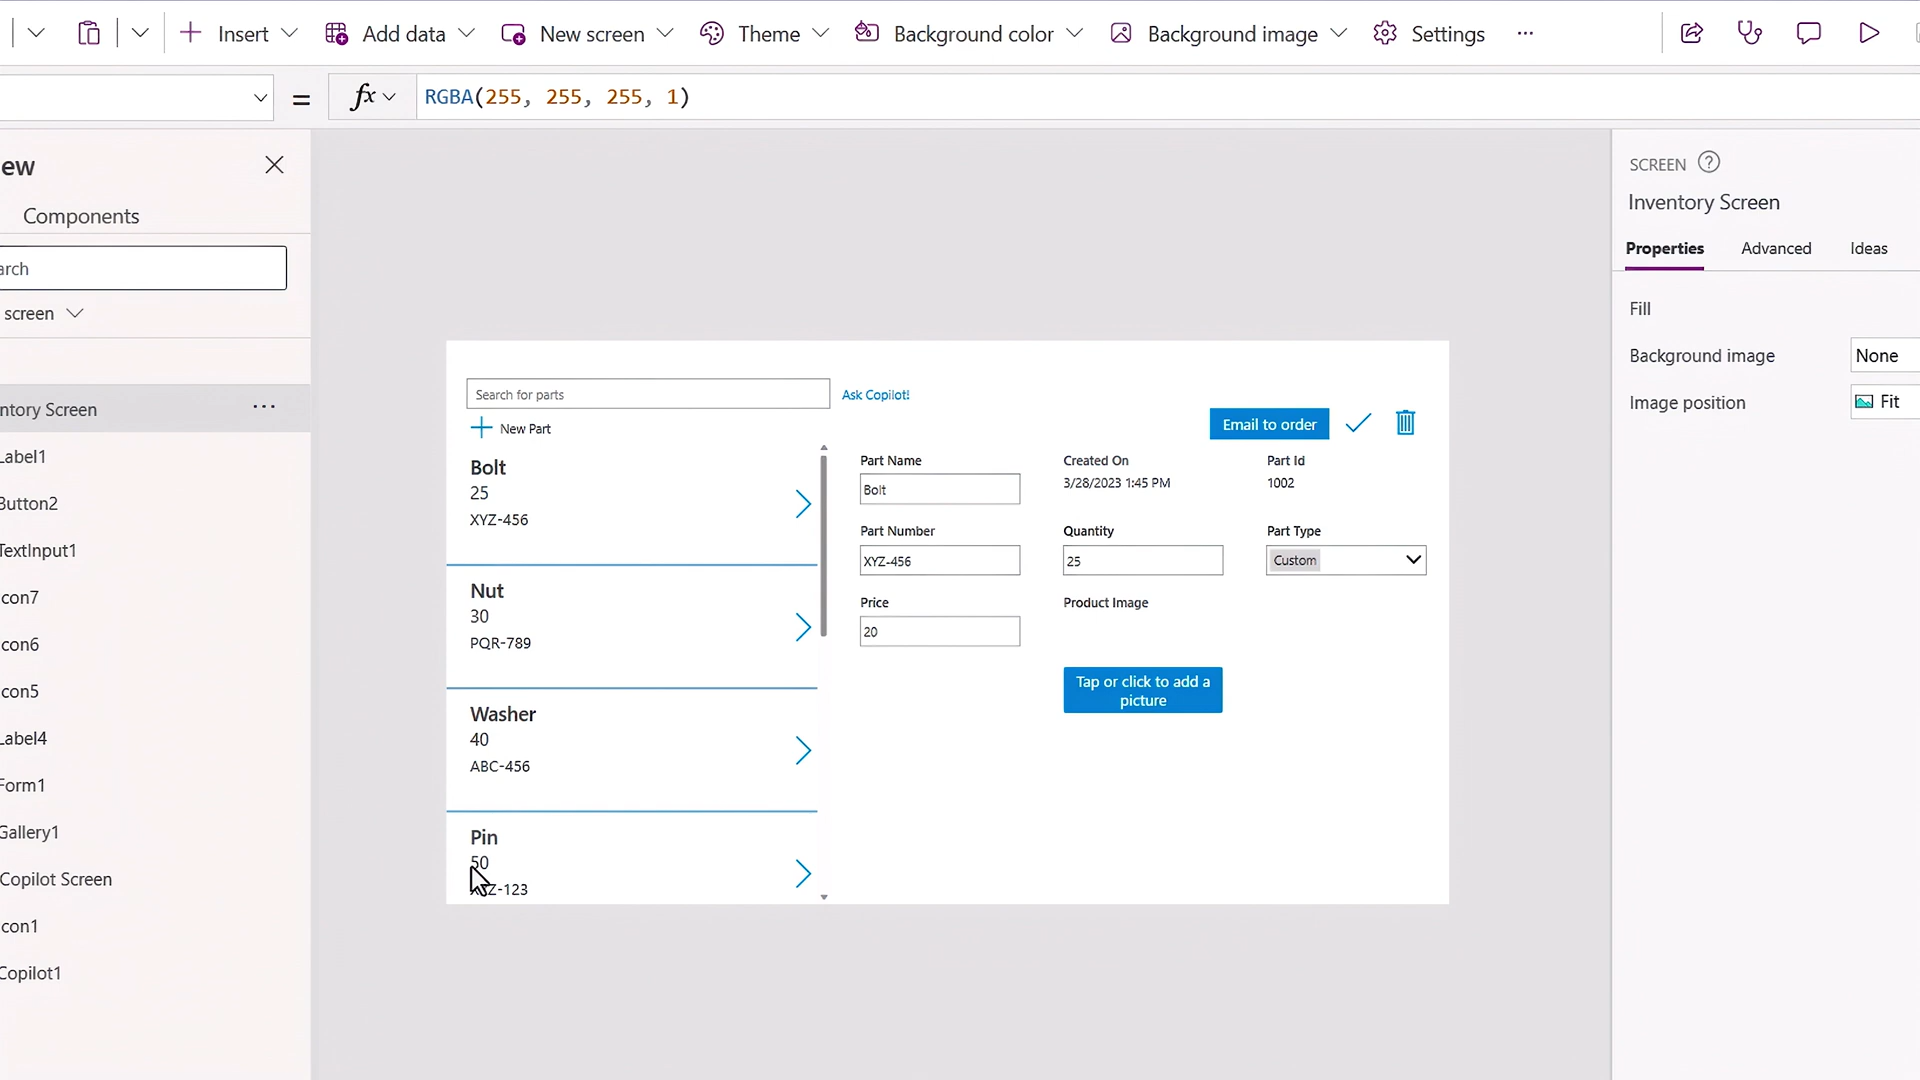 Insert
Add data
New screen
Theme
Background color
Background image
Settings
...
=
fx
RGBA(255, 255, 255, 1)
ew
Components
arch
screen
ntory Screen
...
Label1
Button2
TextInput1
con7
con6
con5
Label4
Form1
Gallery1
Copilot Screen
con1
Copilot1
Search for parts
Ask Copilot!
New Part
Email to order
Bolt
25
XYZ-456
Nut
30
PQR-789
Washer
40
ABC-456
Pin
50
Z-123
Part Name
Bolt
Created On
3/28/2023 1:45 PM
Part Id
1002
Part Number
XYZ-456
Quantity
25
Part Type
Custom
Price
20
Product Image
Tap or click to add a
picture
SCREEN
?
Inventory Screen
Properties
Advanced
Ideas
Fill
Background image
None
Image position
Fit